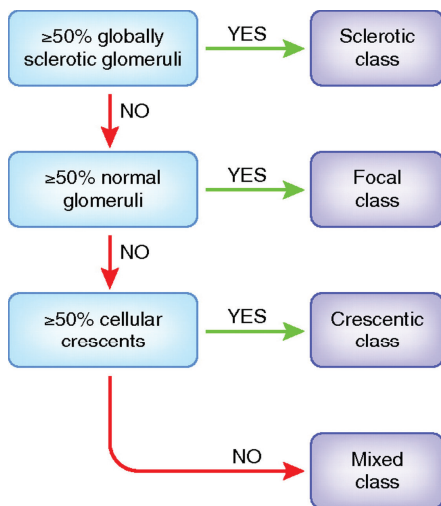 ≥50% globally
sclerotic glomeruli
YES
Sclerotic
class
NO
≥50% normal
glomeruli
YES
Focal
class
NO
≥50% cellular
crescents
YES
Crescentic
class
NO
Mixed
class